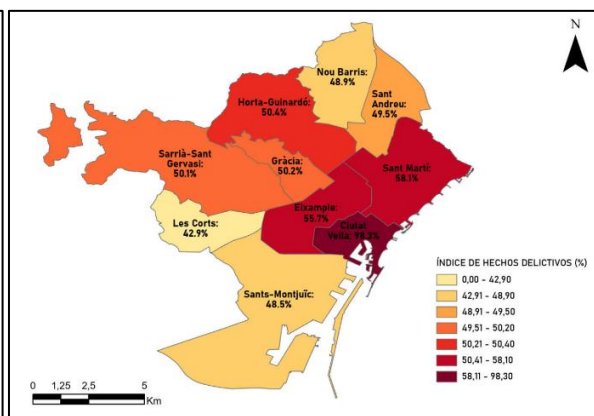 N
Nou Barris:
48.9%
Sant
Andreu:
49.5%
Horta-Guinardó:
50.4%
Sarrià-Sant
Gervasi:
50.1%
Gràcia:
50.2%
Sant Martí:
58.1%
Eixample:
55.7%
Ciutat
Vella: 98.3%
Les Corts:
42.9%
Sants-Montjuïc:
48.5%
ÍNDICE DE HECHOS DELICTIVOS (%)
0,00 - 42,90
42,91 - 48,90
48,91 - 49,50
49,51 - 50,20
50,21 - 50,40
50,41 - 58,10
58,11 - 98,30
0 1,25 2,5 5
Km